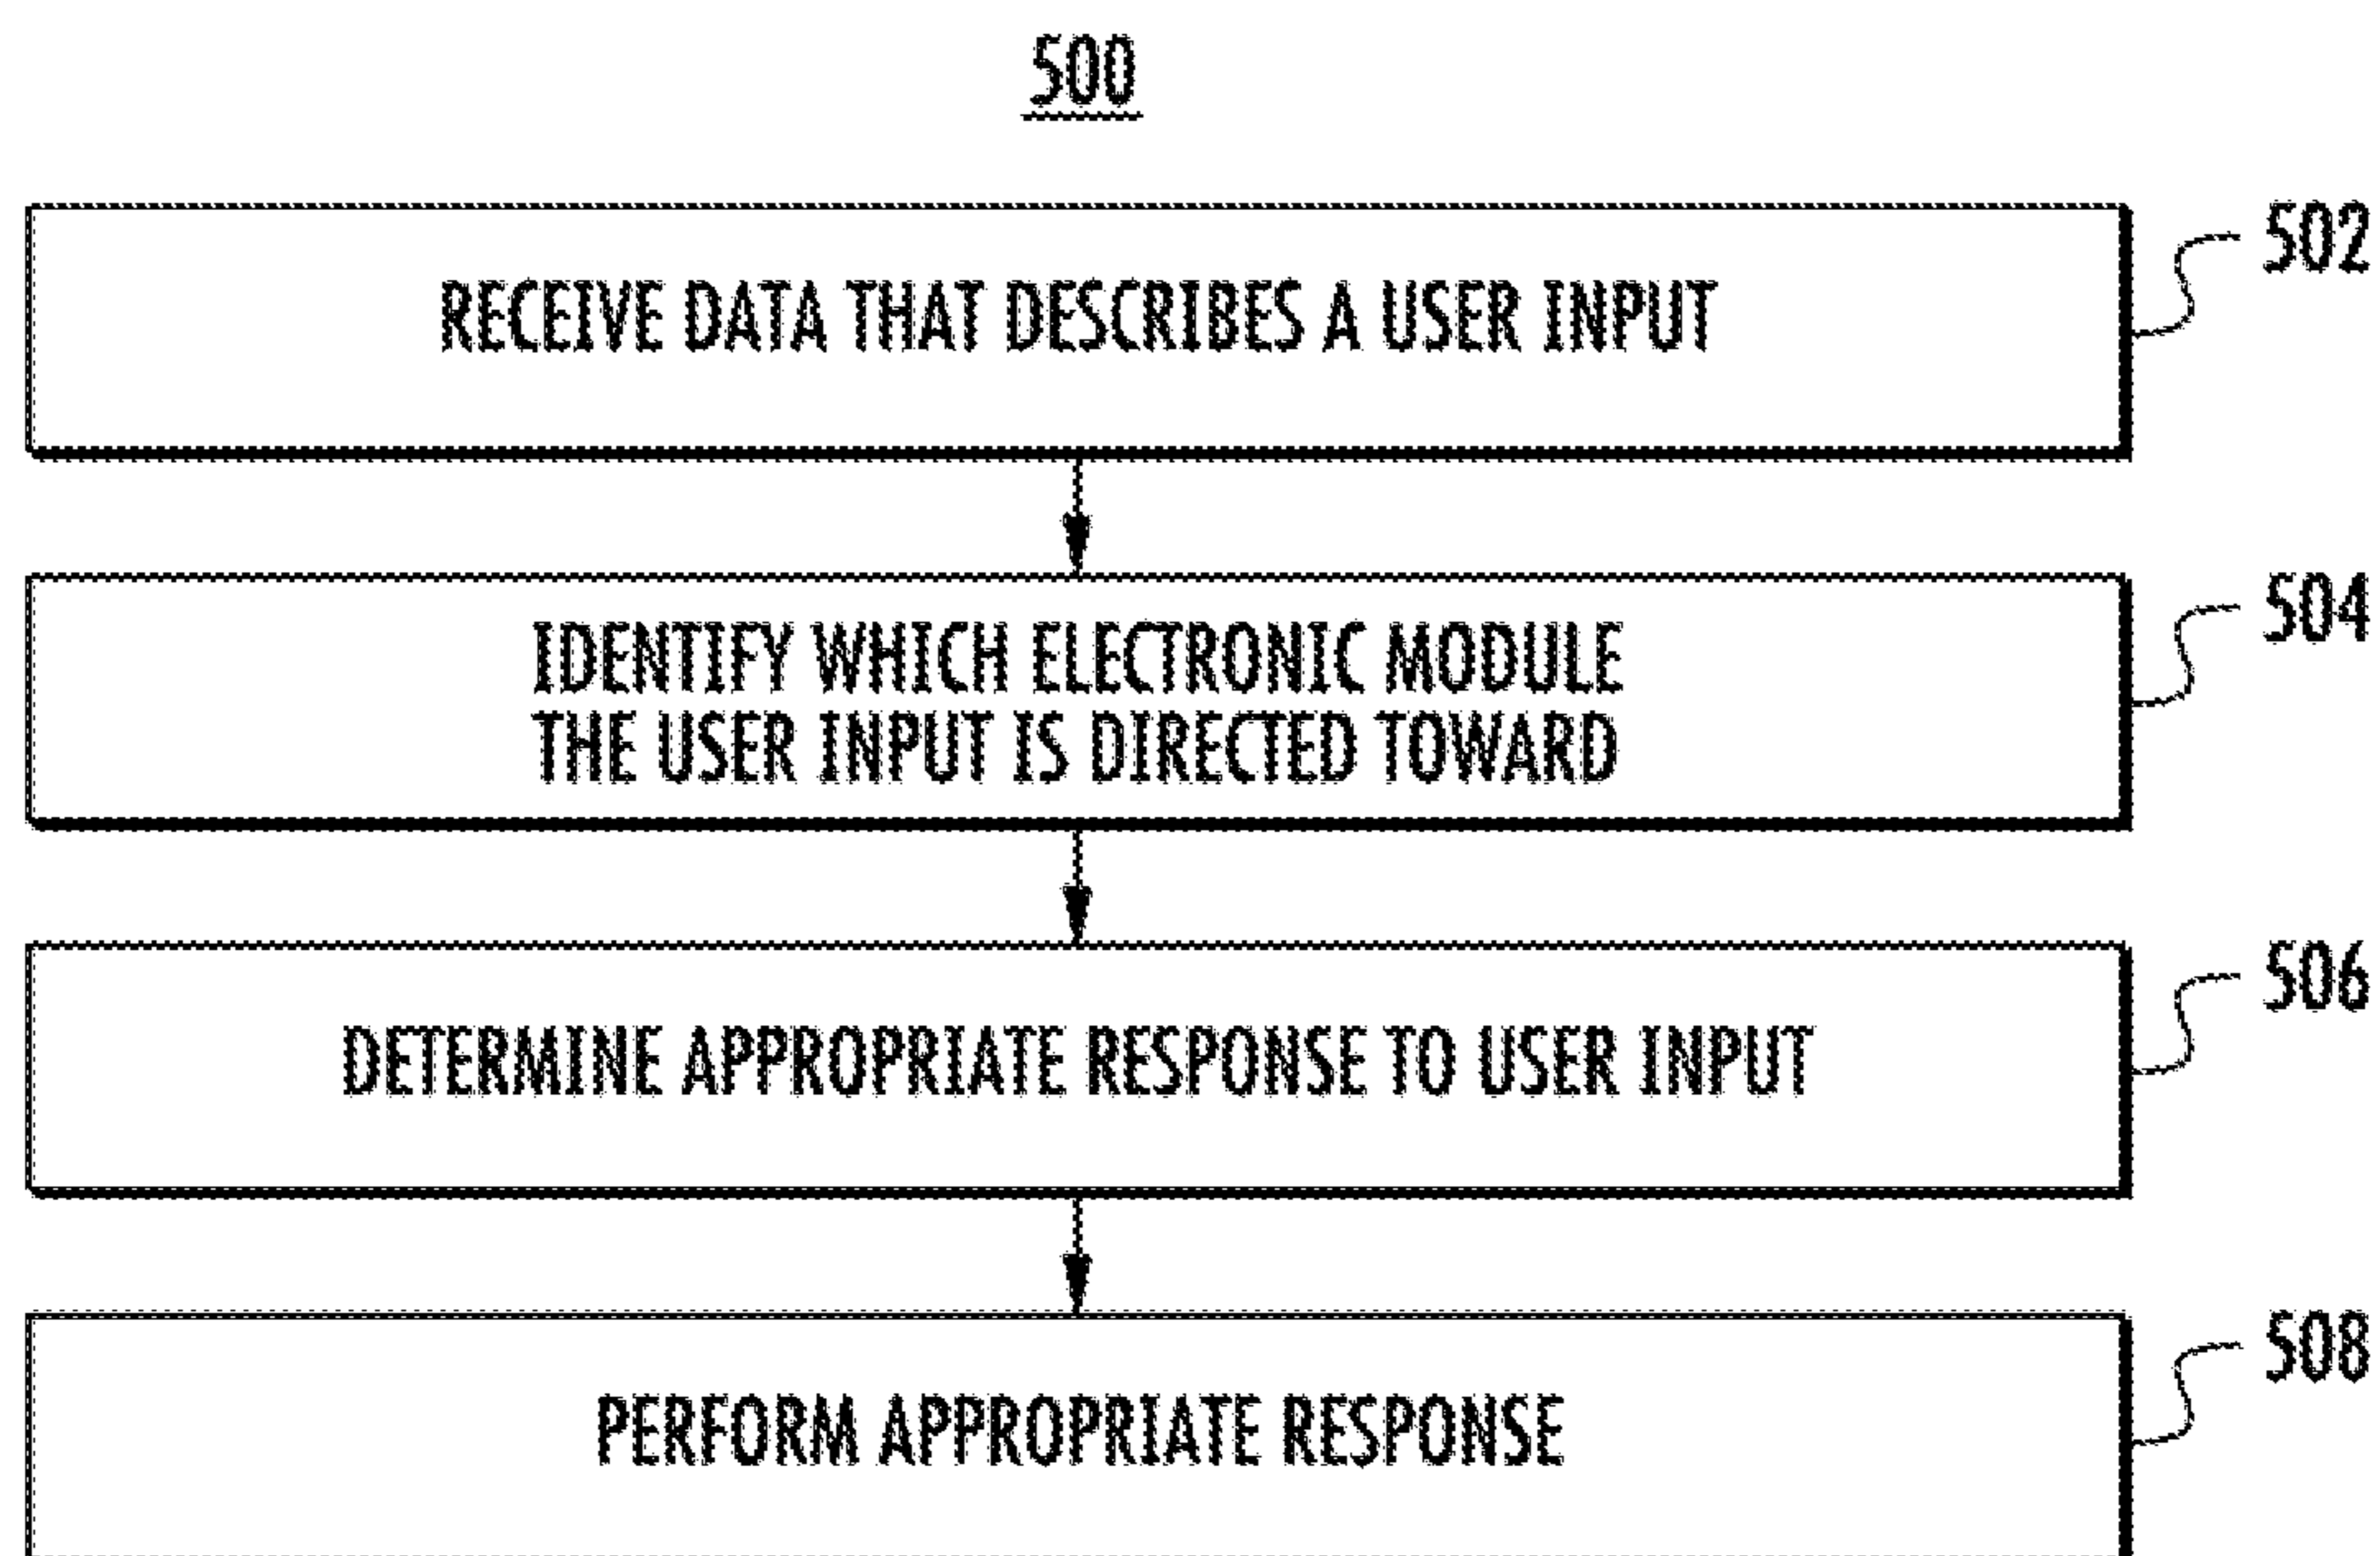 500
RECEIVE DATA THAT DESCRIBES A USER INPUT
502
IDENTIFY WHICH ELECTRONIC MODULE
THE USER INPUT IS DIRECTED TOWARD
504
DETERMINE APPROPRIATE RESPONSE TO USER INPUT
506
PERFORM APPROPRIATE RESPONSE
508